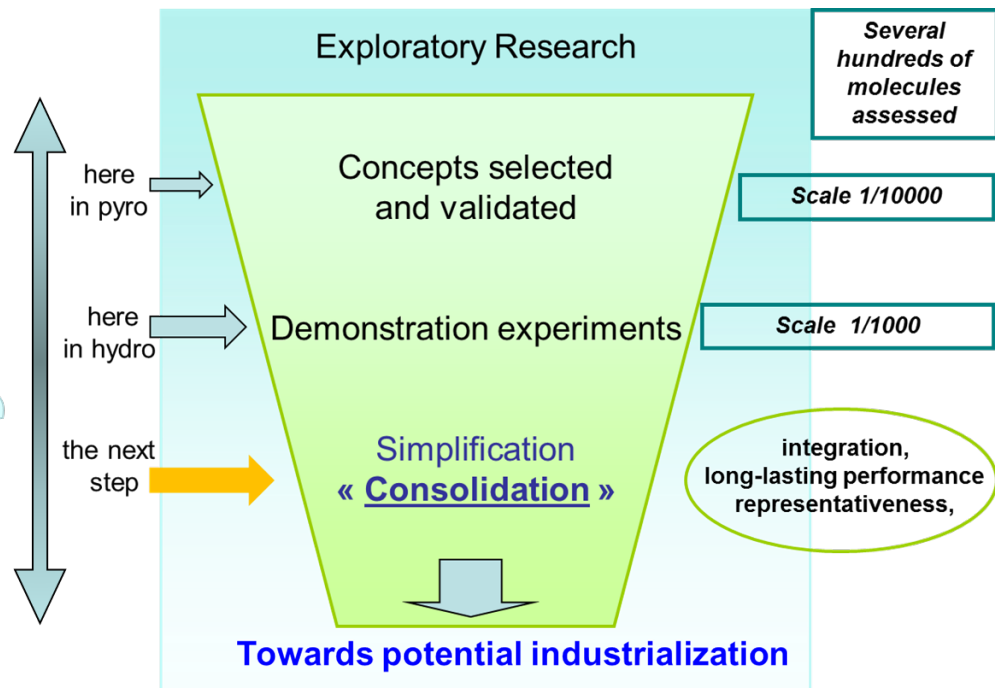 Exploratory Research
Several
hundreds of
molecules
assessed
here
in pyro
Concepts selected
and validated
Scale 1/10000
here
in hydro
Demonstration experiments
Scale 1/1000
the next
step
Simplification
« Consolidation »
integration,
long-lasting performance
representativeness,
Towards potential industrialization